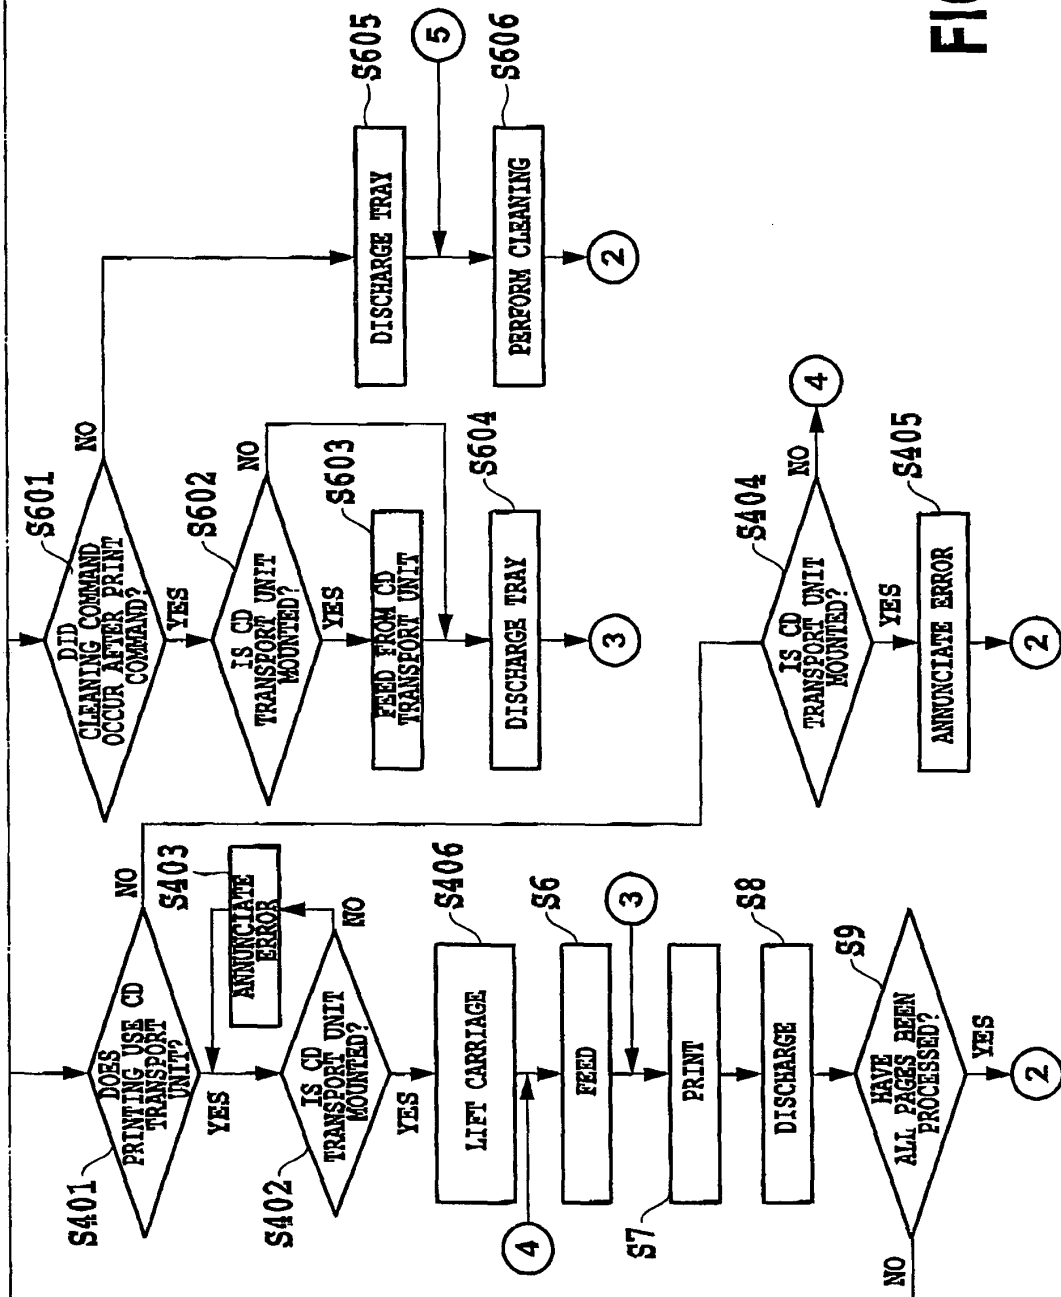 S401
DOES
PRINTING USE CD
TRANSPORT
UNIT?
NO
YES
S403
ANNUNCIATE
ERROR
S402
IS CD
TRANSPORT UNIT
MOUNTED?
NO
YES
S406
LIFT CARRIAGE
4
S6
FEED
3
S7
PRINT
S8
DISCHARGE
S9
HAVE
ALL PAGES BEEN
PROCESSED?
NO
YES
2
S601
DID
CLEANING COMMAND
OCCUR AFTER PRINT
COMMAND?
NO
YES
S602
IS CD
TRANSPORT UNIT
MOUNTED?
NO
YES
S603
FEED FROM CD
TRANSPORT UNIT
S604
DISCHARGE TRAY
3
S404
IS CD
TRANSPORT UNIT
MOUNTED?
NO
4
YES
S405
ANNUNCIATE ERROR
2
S605
DISCHARGE TRAY
5
S606
PERFORM CLEANING
2